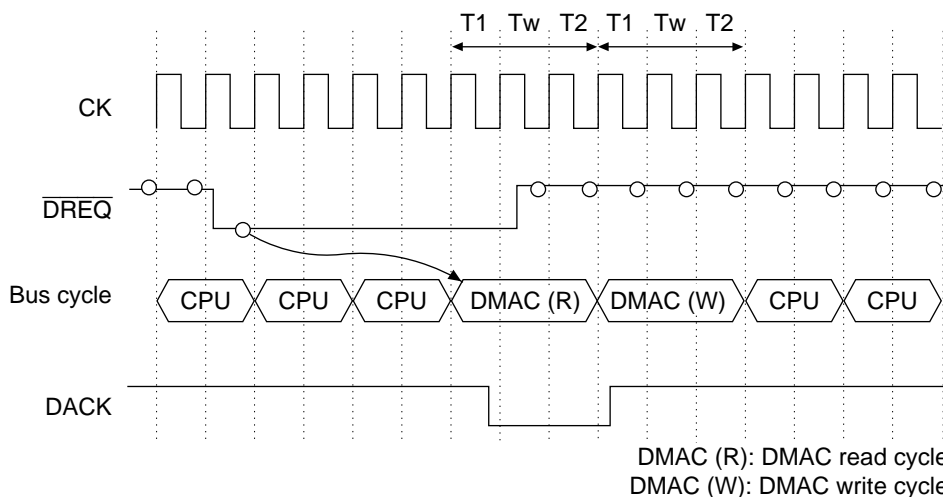 T1 Tw T2 T1 Tw T2
CK
DREQ
Bus cycle CPU CPU CPU DMAC (R) DMAC (W) CPU CPU
DACK
DMAC (R): DMAC read cycle
DMAC (W): DMAC write cycle